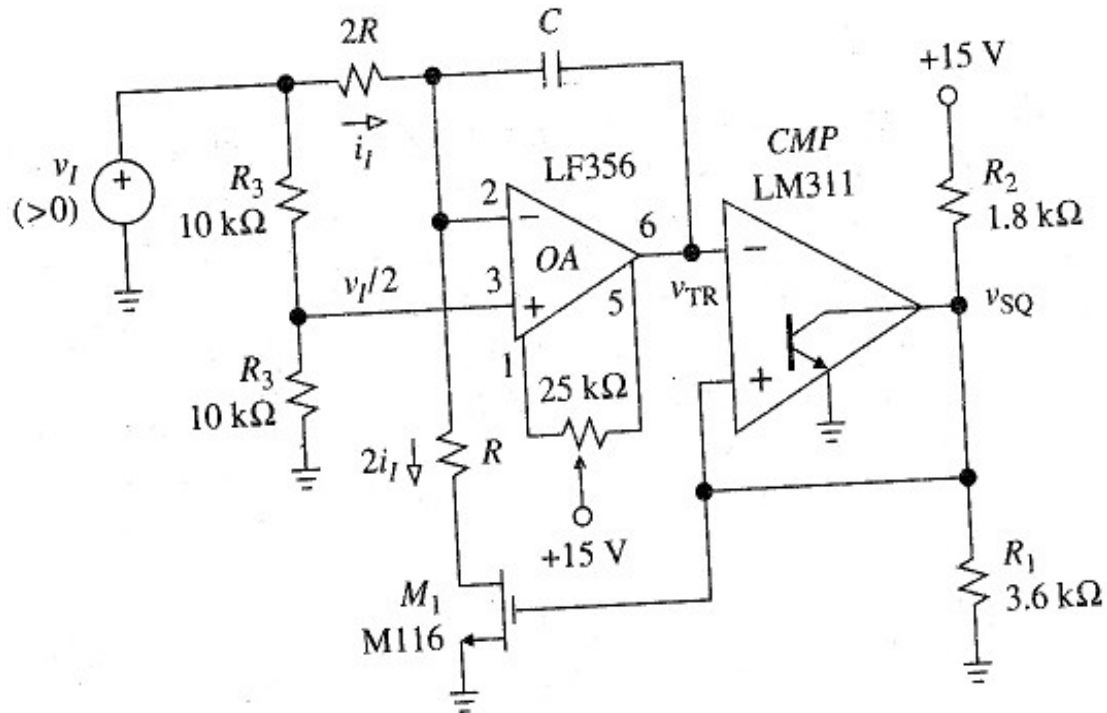 C
2R
+15 V
i_I
v_I
(>0)
+
R_3
10 kΩ
LF356
CMP
LM311
R_2
1.8 kΩ
2
−
6
OA
−
v_I/2
3
+
5
v_TR
v_SQ
1
R_3
10 kΩ
25 kΩ
+
2i_I
R
+15 V
R_1
3.6 kΩ
M_1
M116